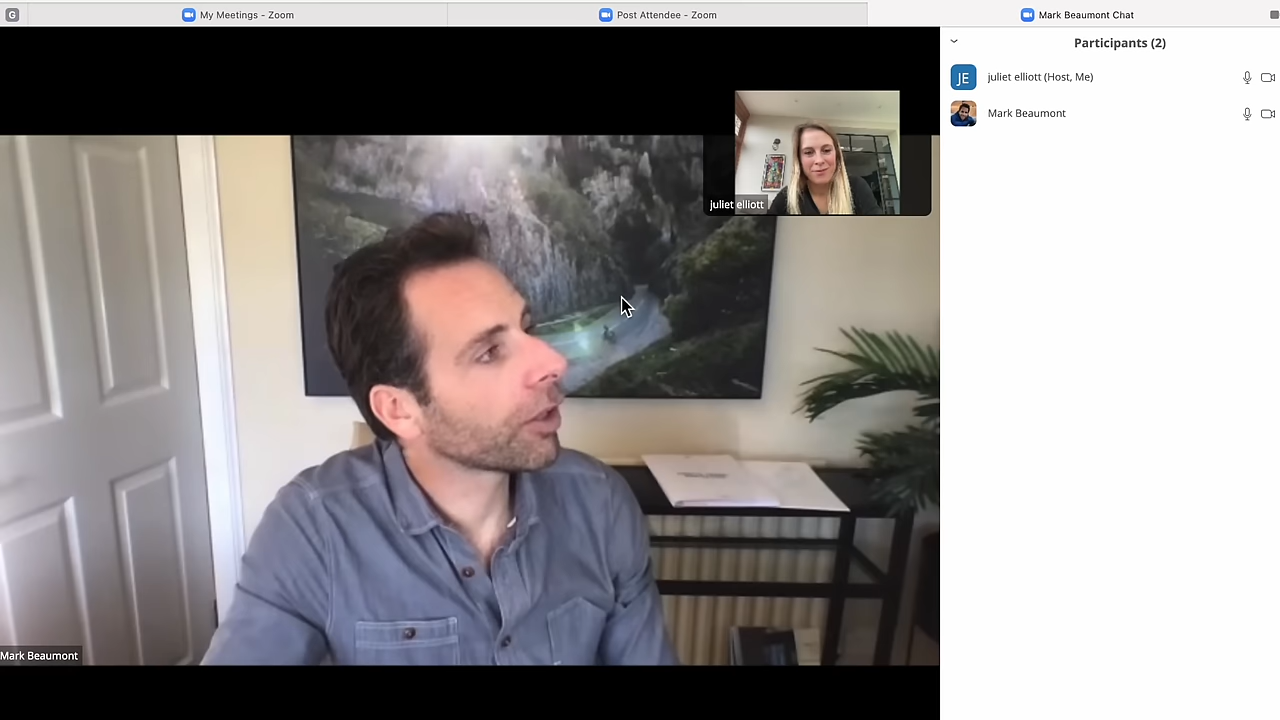 G
My Meetings - Zoom
Post Attendee - Zoom
Mark Beaumont Chat
Participants (2)
JE
juliet elliott (Host, Me)
Mark Beaumont
juliet elliott
Mark Beaumont